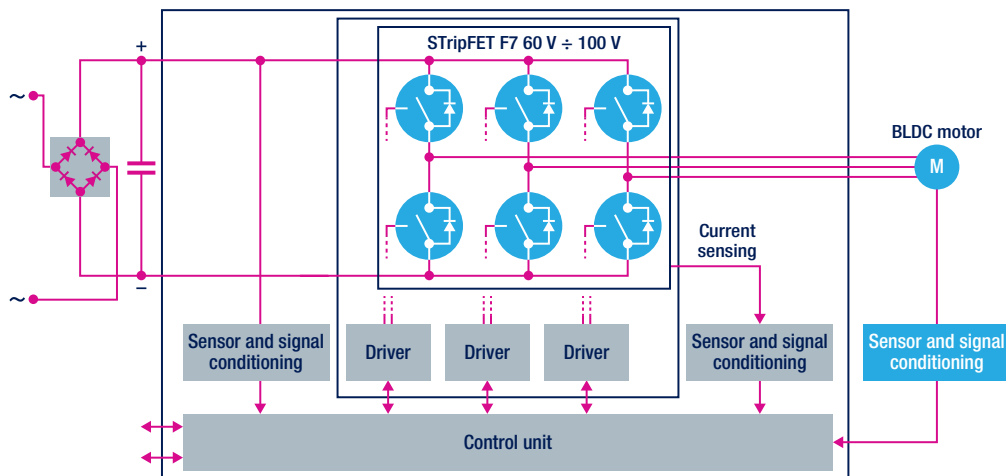 STripFET F7 60 V ÷ 100 V
+
~
BLDC motor
M
Current
sensing
−
~
Sensor and signal
conditioning
Driver
Driver
Driver
Sensor and signal
conditioning
Sensor and signal
conditioning
Control unit